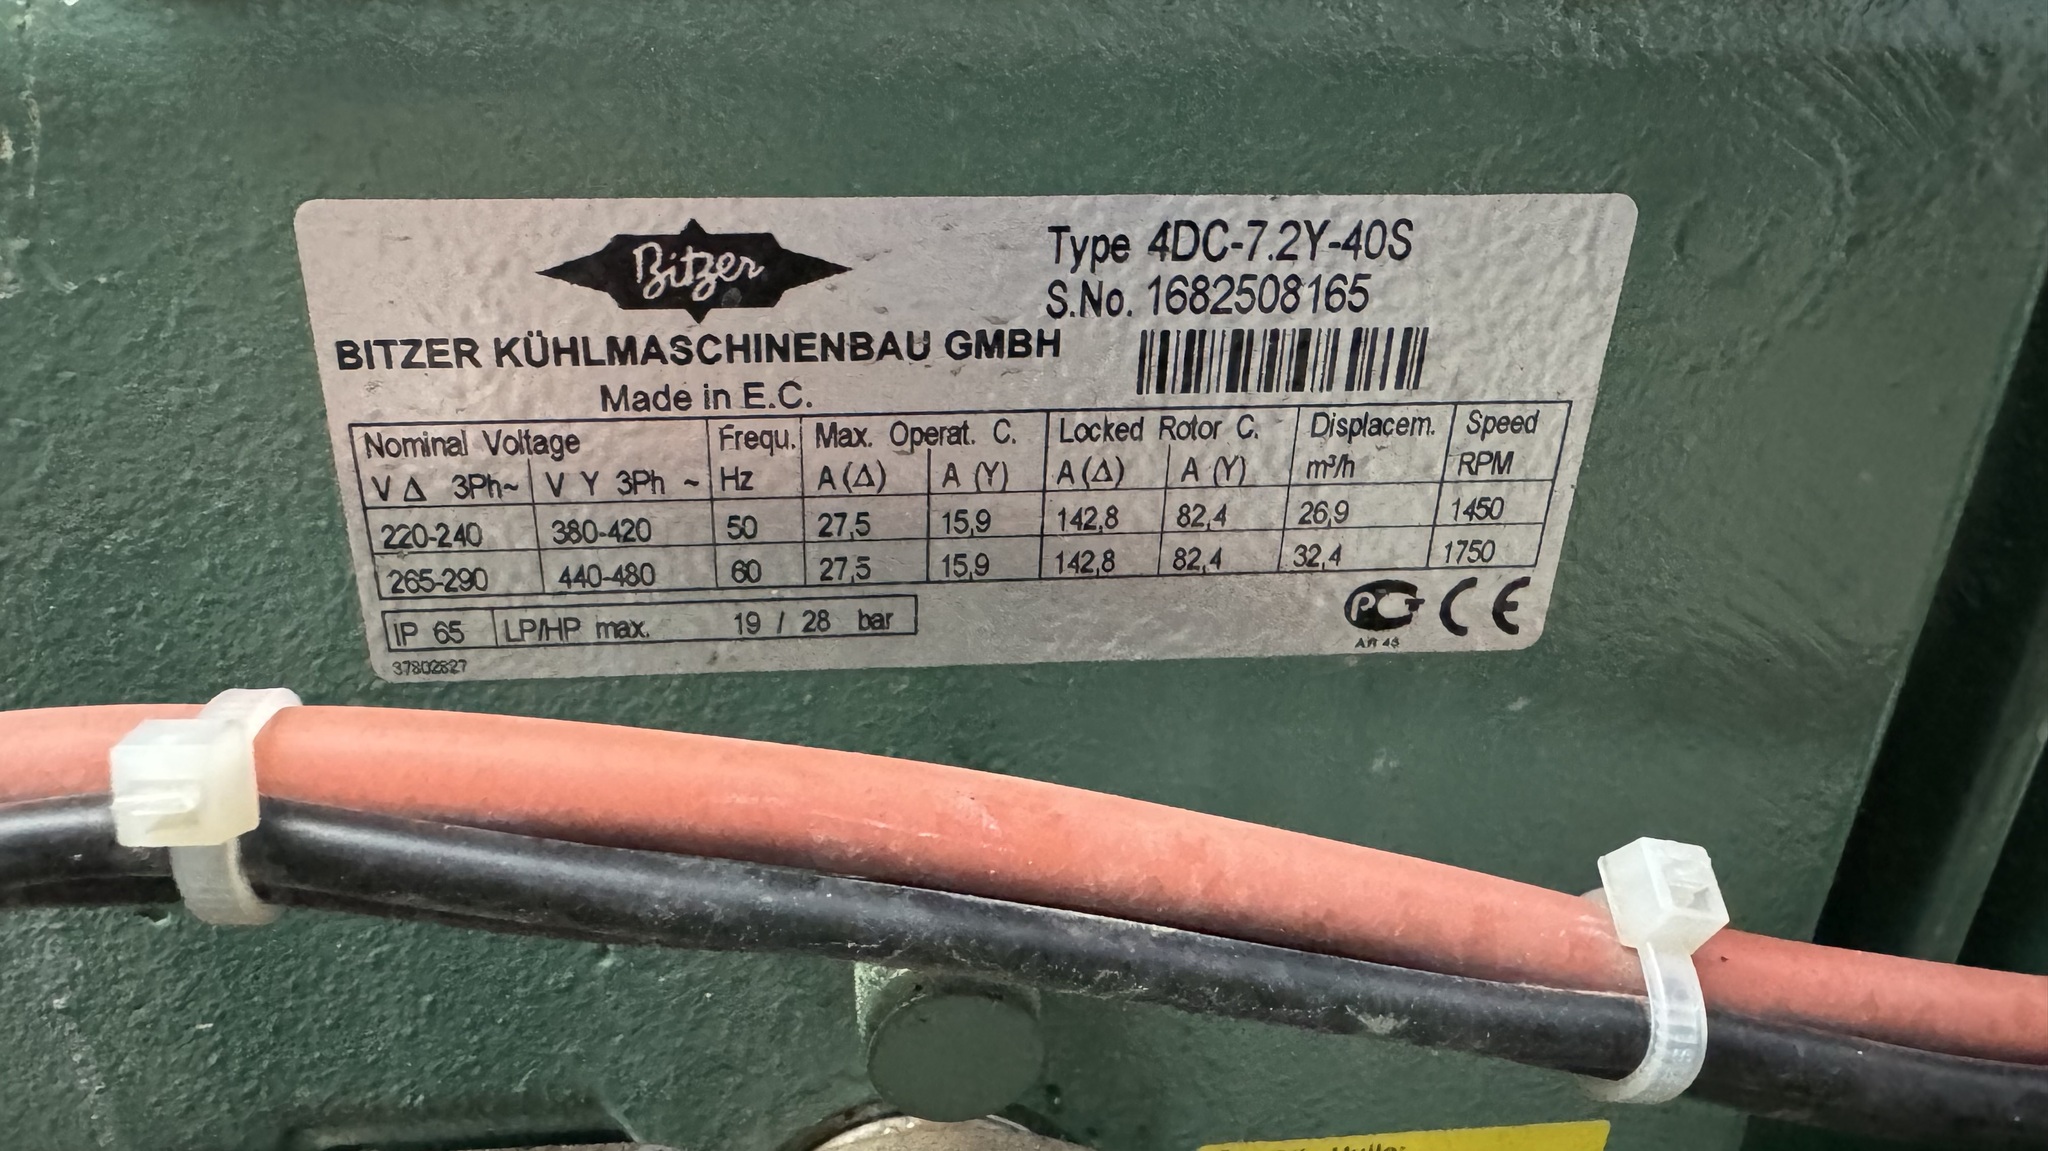 Bitzer
Type 4DC-7.2Y-40S
S.No. 1682508165
BITZER KÜHLMASCHINENBAU GMBH
Made in E.C.
Nominal Voltage Frequ. Max. Operat. C. Locked Rotor C. Displacem. Speed
V Δ 3Ph~ V Y 3Ph ~ Hz A (Δ) A (Y) A (Δ) A (Y) m³/h RPM
220-240 380-420 50 27,5 15,9 142,8 82,4 26,9 1450
265-290 440-480 60 27,5 15,9 142,8 82,4 32,4 1750
IP 65 LP/HP max. 19 / 28 bar
37802827
PCT CE